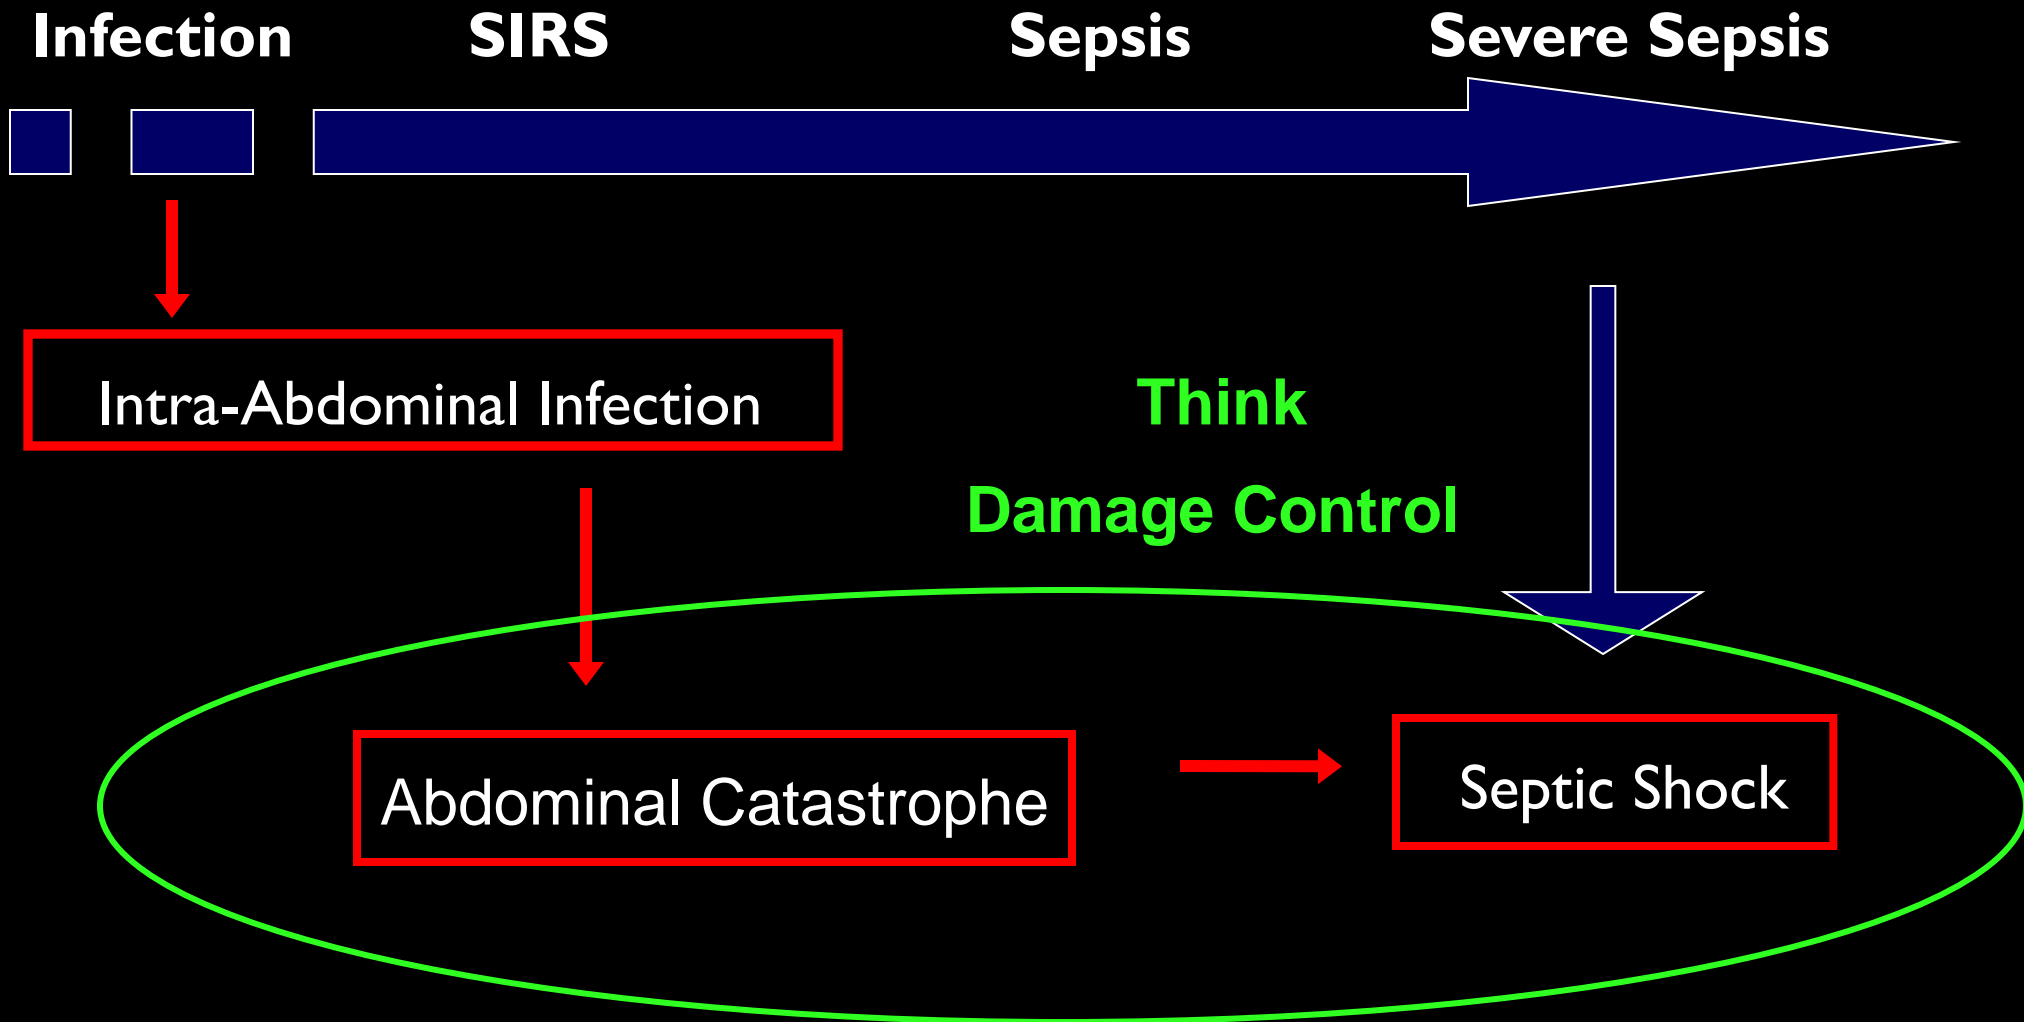 Infection SIRS Sepsis Severe Sepsis
Intra-Abdominal Infection
Think
Damage Control
Abdominal Catastrophe
Septic Shock